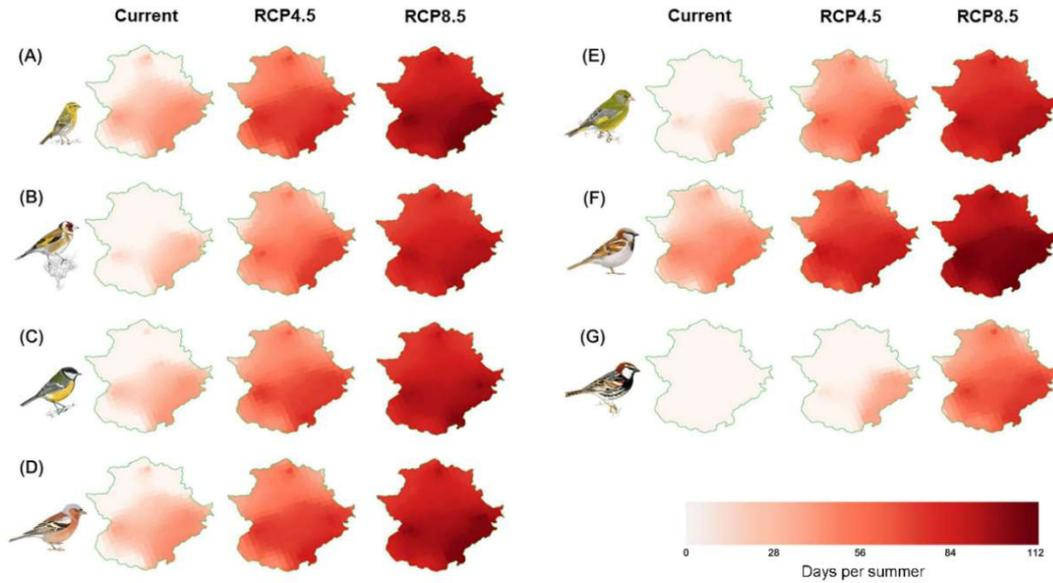 Current RCP4.5 RCP8.5
Current RCP4.5 RCP8.5
(A)
(B)
(C)
(D)
(E)
(F)
(G)
0 28 56 84 112
Days per summer